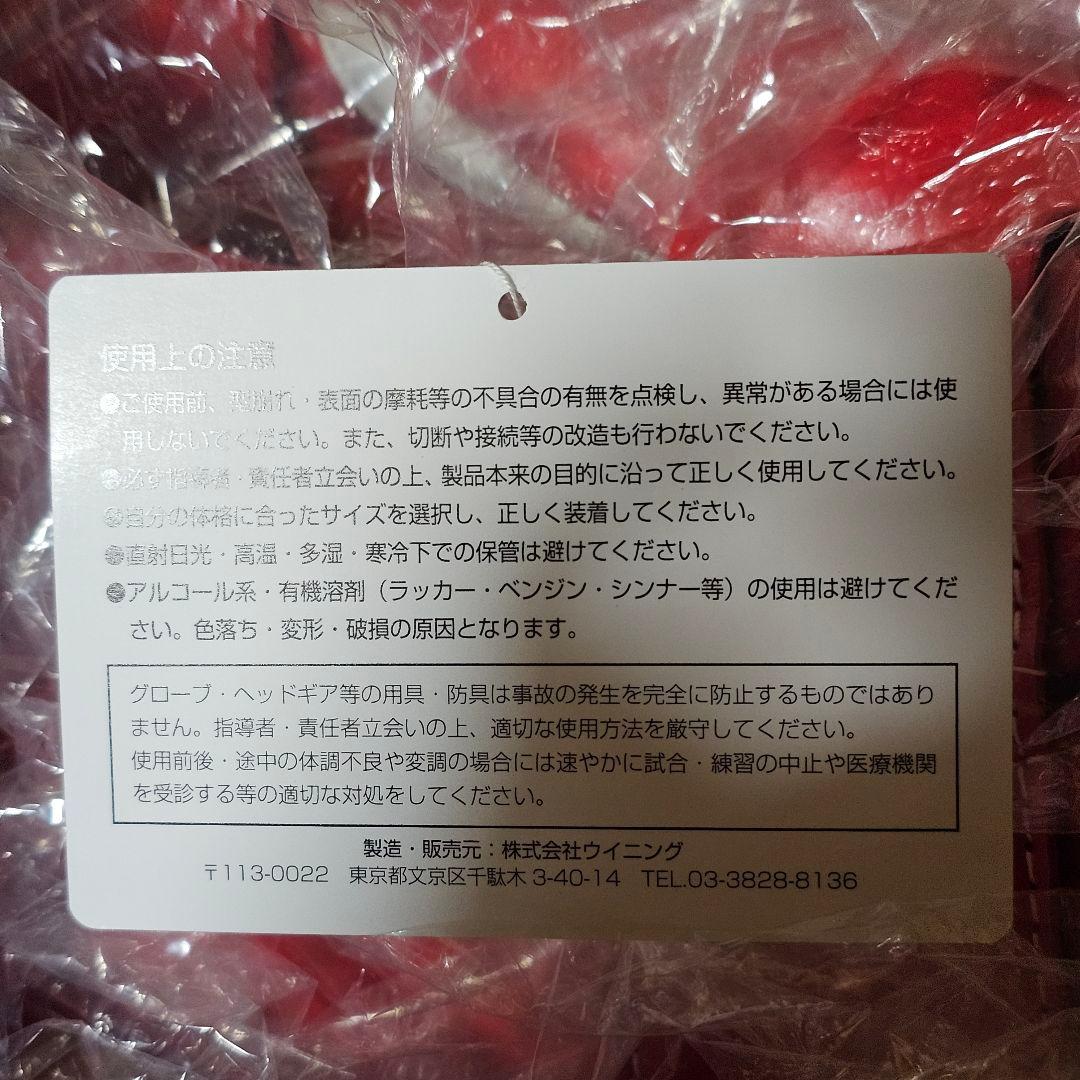 使用上の注意
●ご使用前、型崩れ・表面の摩耗等の不具合の有無を点検し、異常がある場合には使
用しないでください。また、切断や接続等の改造も行わないでください。
●必ず指導者・責任者立会いの上、製品本来の目的に沿って正しく使用してください。
●自分の体格に合ったサイズを選択し、正しく装着してください。
●直射日光・高温・多湿・寒冷下での保管は避けてください。
●アルコール系・有機溶剤（ラッカー・ベンジン・シンナー等）の使用は避けてくだ
さい。色落ち・変形・破損の原因となります。
グローブ・ヘッドギア等の用具・防具は事故の発生を完全に防止するものではあり
ません。指導者・責任者立会いの上、適切な使用方法を厳守してください。
使用前後・途中の体調不良や変調の場合には速やかに試合・練習の中止や医療機関
を受診する等の適切な対処をしてください。
製造・販売元：株式会社ウイニング
〒113-0022 東京都文京区千駄木 3-40-14 TEL.03-3828-8136